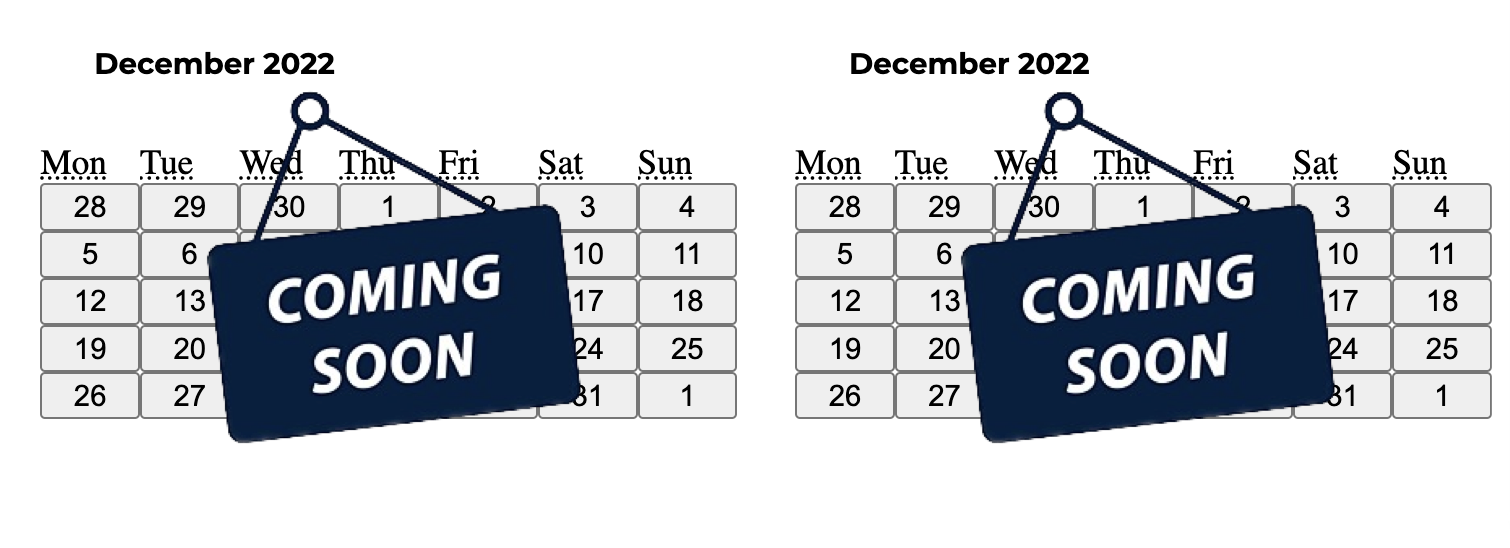 December 2022
Mon Tue Wed Thu Fri Sat Sun
28 29 30 1 2 3 4
5 6 10 11
12 13 17 18
19 20 24 25
26 27 31 1
COMING
SOON
December 2022
Mon Tue Wed Thu Fri Sat Sun
28 29 30 1 2 3 4
5 6 10 11
12 13 17 18
19 20 24 25
26 27 31 1
COMING
SOON